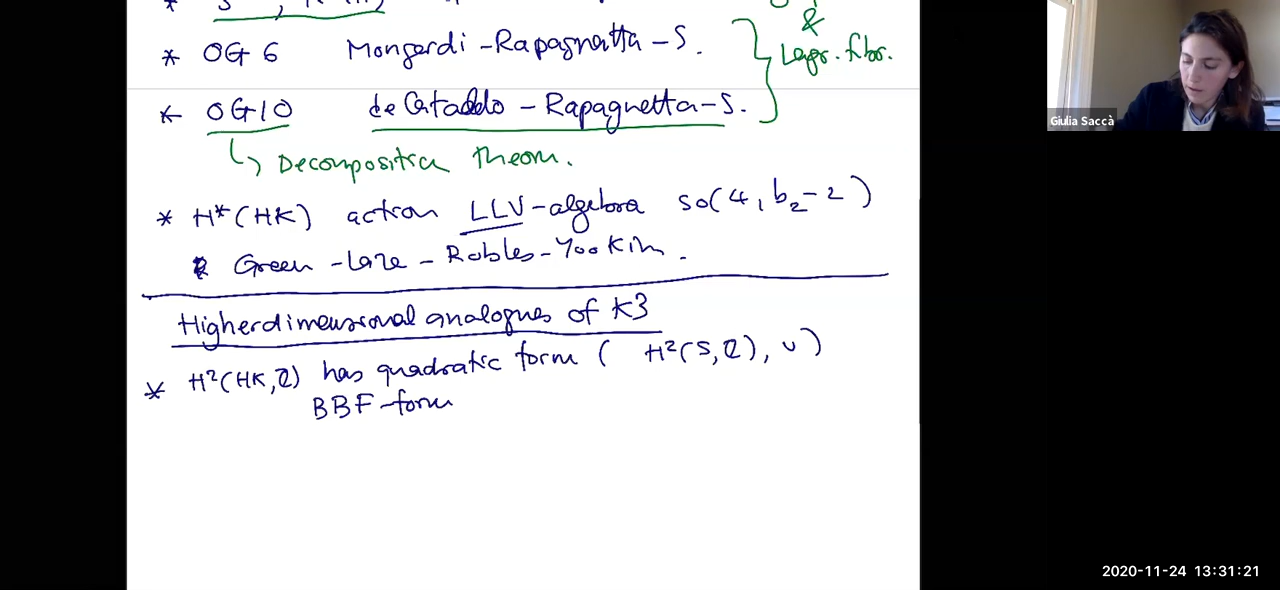 &
* OG 6 Mongardi - Rapagnatta - S.
Lagr. fibr.
* OG10 de Cataldo - Rapagnetta - S.
↳ Decomposition theorem.
* H*(HK) action LLV-algebra so(4, b₂-2)
Green - Laza - Robles - Yoo Kim.
Higherdimensional analogues of K3
* H²(HK, Z) has quadratic form ( H²(S, Z), ∪ )
BBF-form
Giulia Saccà
2020-11-24 13:31:21